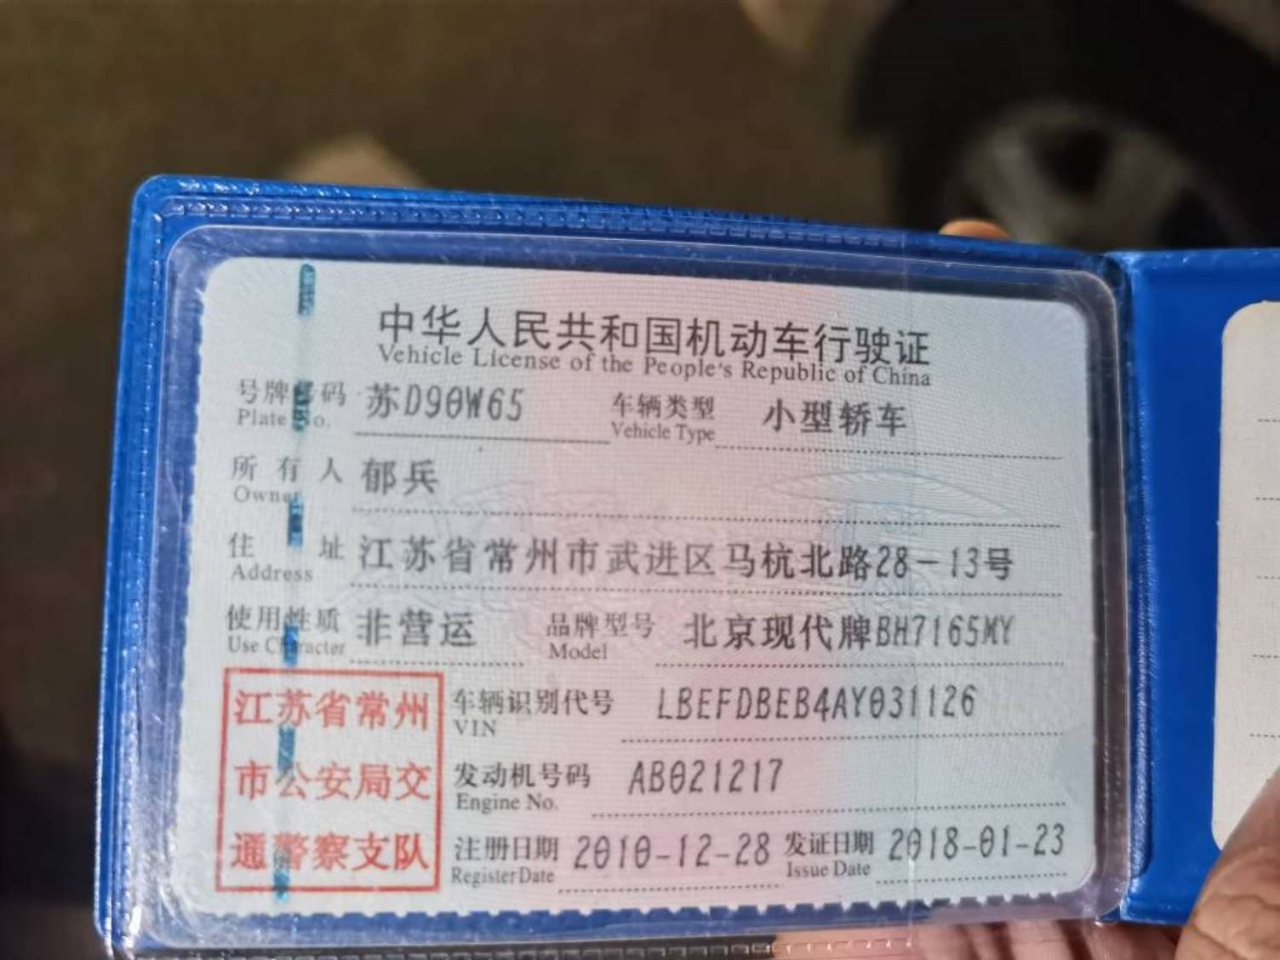 中华人民共和国机动车行驶证
Vehicle License of the People's Republic of China
号牌号码 苏D90W65 车辆类型 小型轿车
Plate No. Vehicle Type
所有人 郁兵
Owner
住址 江苏省常州市武进区马杭北路28-13号
Address
使用性质 非营运 品牌型号 北京现代牌BH7165MY
Use Character Model
江苏省常州
市公安局交
通警察支队
车辆识别代号 LBEFDBEB4AY031126
VIN
发动机号码 AB021217
Engine No.
注册日期 2010-12-28 发证日期 2018-01-23
Register Date Issue Date